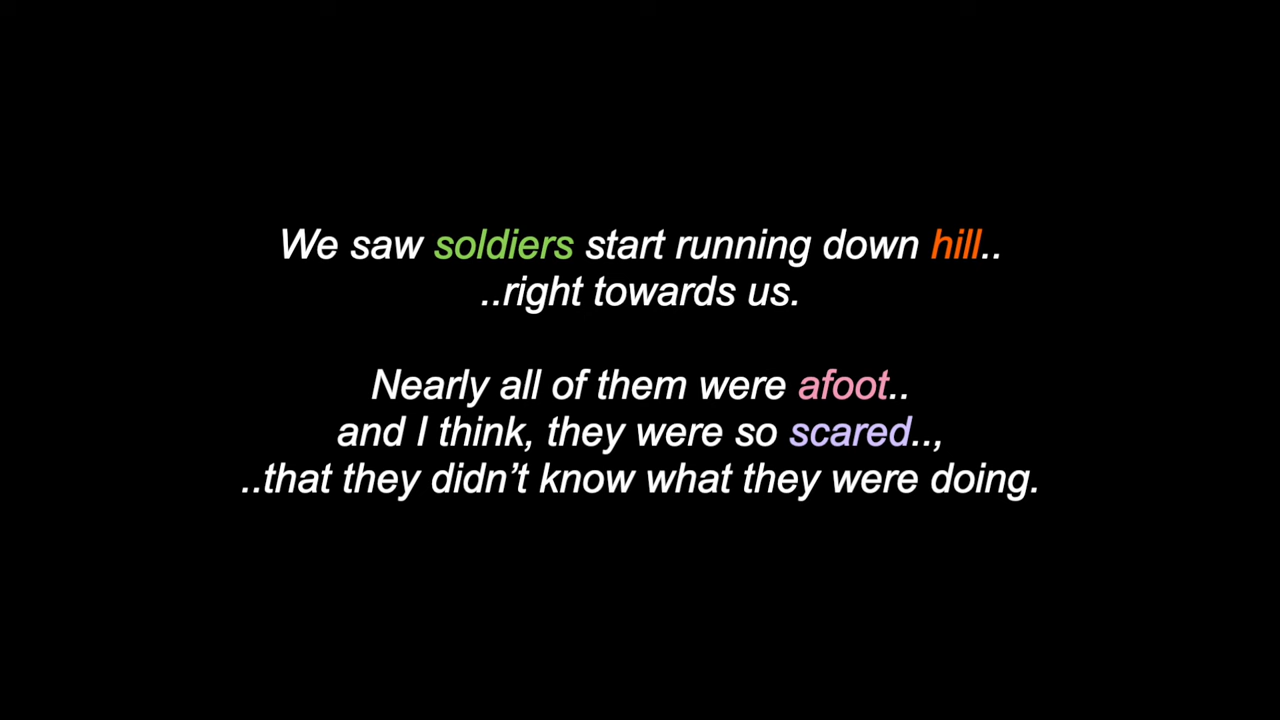 We saw soldiers start running down hill..
..right towards us.
Nearly all of them were afoot..
and I think, they were so scared..,
..that they didn’t know what they were doing.